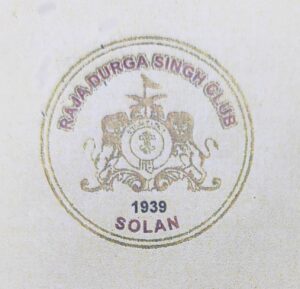 RAJA DURGA SINGH CLUB
1939
SOLAN